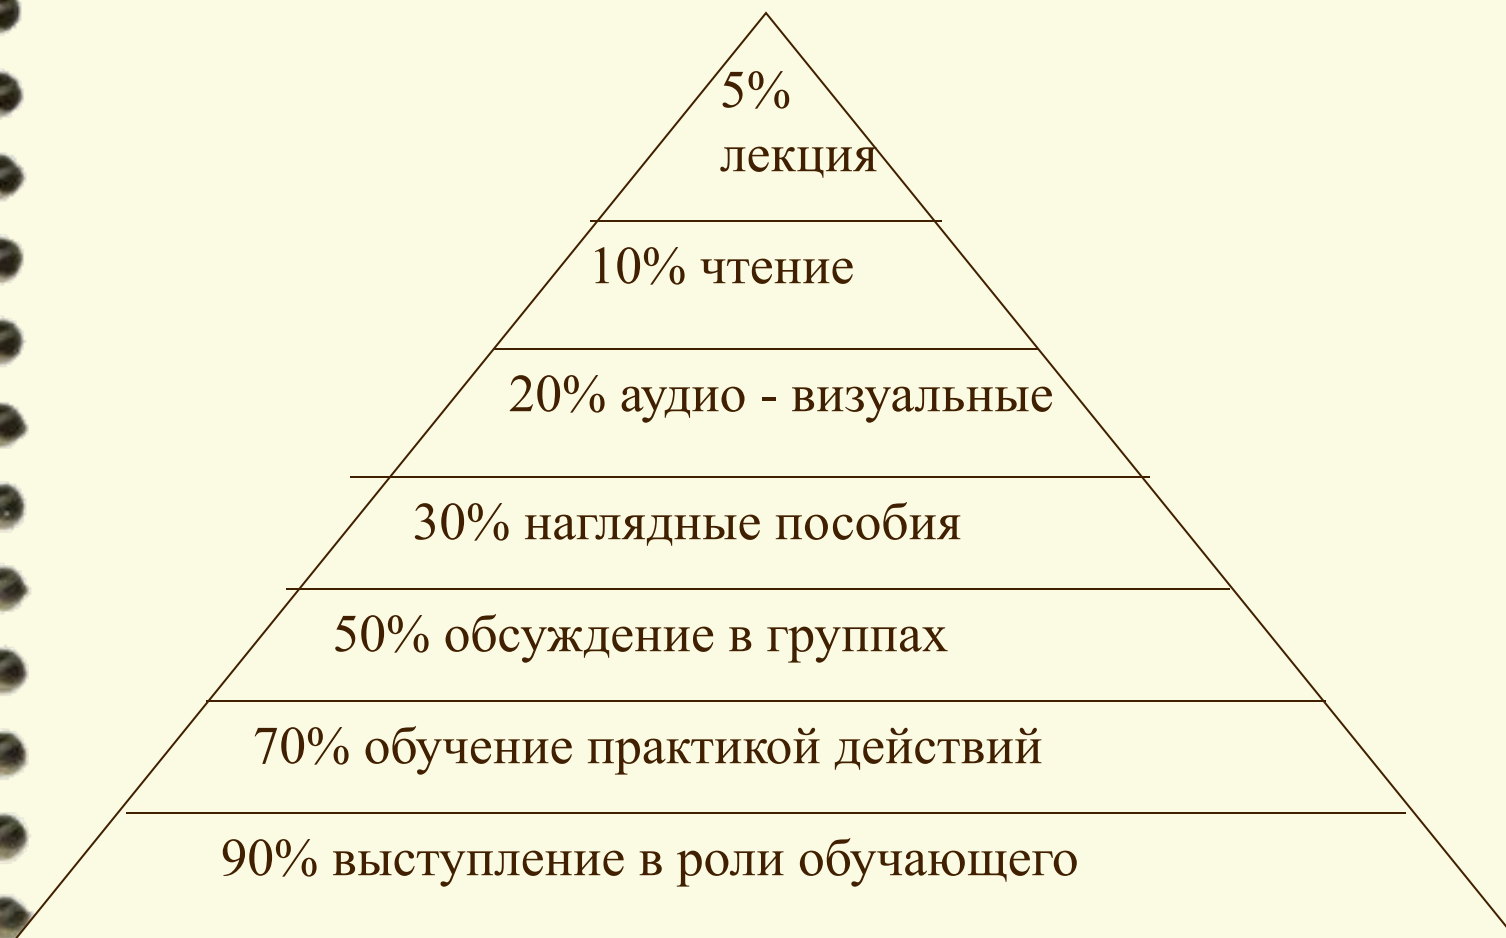 5%
лекция
10% чтение
20% аудио - визуальные
30% наглядные пособия
50% обсуждение в группах
70% обучение практикой действий
90% выступление в роли обучающего